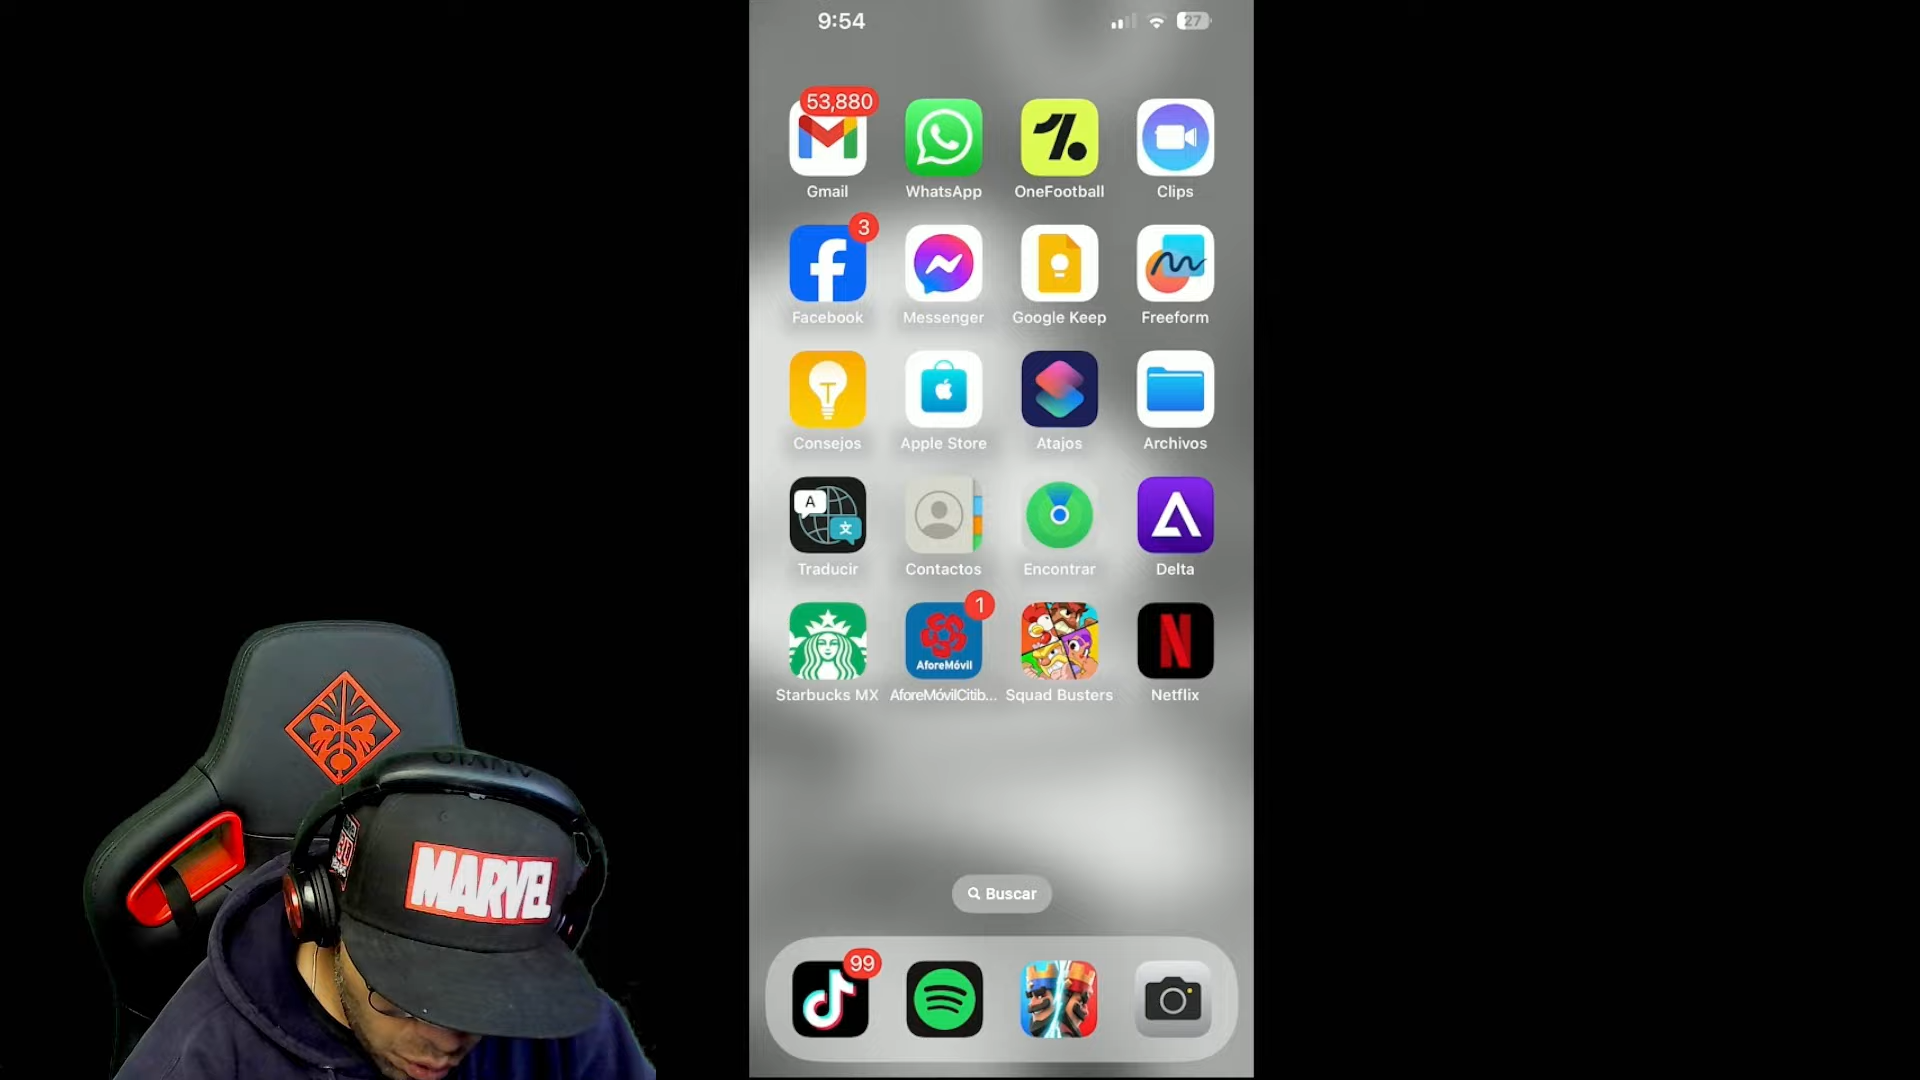 9:54
27
53,880
Gmail
WhatsApp
OneFootball
Clips
3
Facebook
Messenger
Google Keep
Freeform
Consejos
Apple Store
Atajos
Archivos
A
文
Traducir
Contactos
Encontrar
Delta
1
AforeMóvil
Starbucks MX
AforeMóvilCitib...
Squad Busters
N
Netflix
Buscar
99
MARVEL